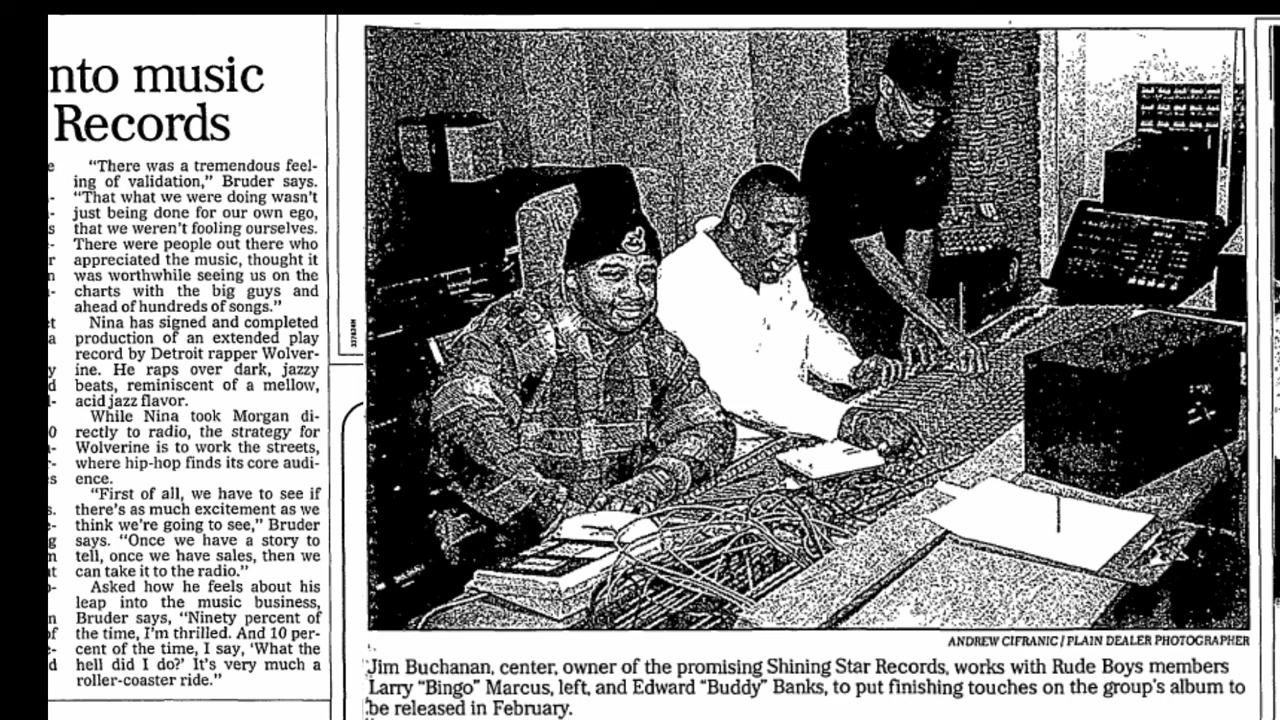 nto music
Records
"There was a tremendous feel-
ing of validation," Bruder says.
"That what we were doing wasn't
just being done for our own ego,
that we weren't fooling ourselves.
There were people out there who
appreciated the music, thought it
was worthwhile seeing us on the
charts with the big guys and
ahead of hundreds of songs."
Nina has signed and completed
production of an extended play
record by Detroit rapper Wolver-
ine. He raps over dark, jazzy
beats, reminiscent of a mellow,
acid jazz flavor.
While Nina took Morgan di-
rectly to radio, the strategy for
Wolverine is to work the streets,
where hip-hop finds its core audi-
ence.
"First of all, we have to see if
there's as much excitement as we
think we're going to see," Bruder
says. "Once we have a story to
tell, once we have sales, then we
can take it to the radio."
Asked how he feels about his
leap into the music business,
Bruder says, "Ninety percent of
the time, I'm thrilled. And 10 per-
cent of the time, I say, 'What the
hell did I do?' It's very much a
roller-coaster ride."
ANDREW CIFRANIC / PLAIN DEALER PHOTOGRAPHER
Jim Buchanan, center, owner of the promising Shining Star Records, works with Rude Boys members
Larry "Bingo" Marcus, left, and Edward "Buddy" Banks, to put finishing touches on the group's album to
be released in February.